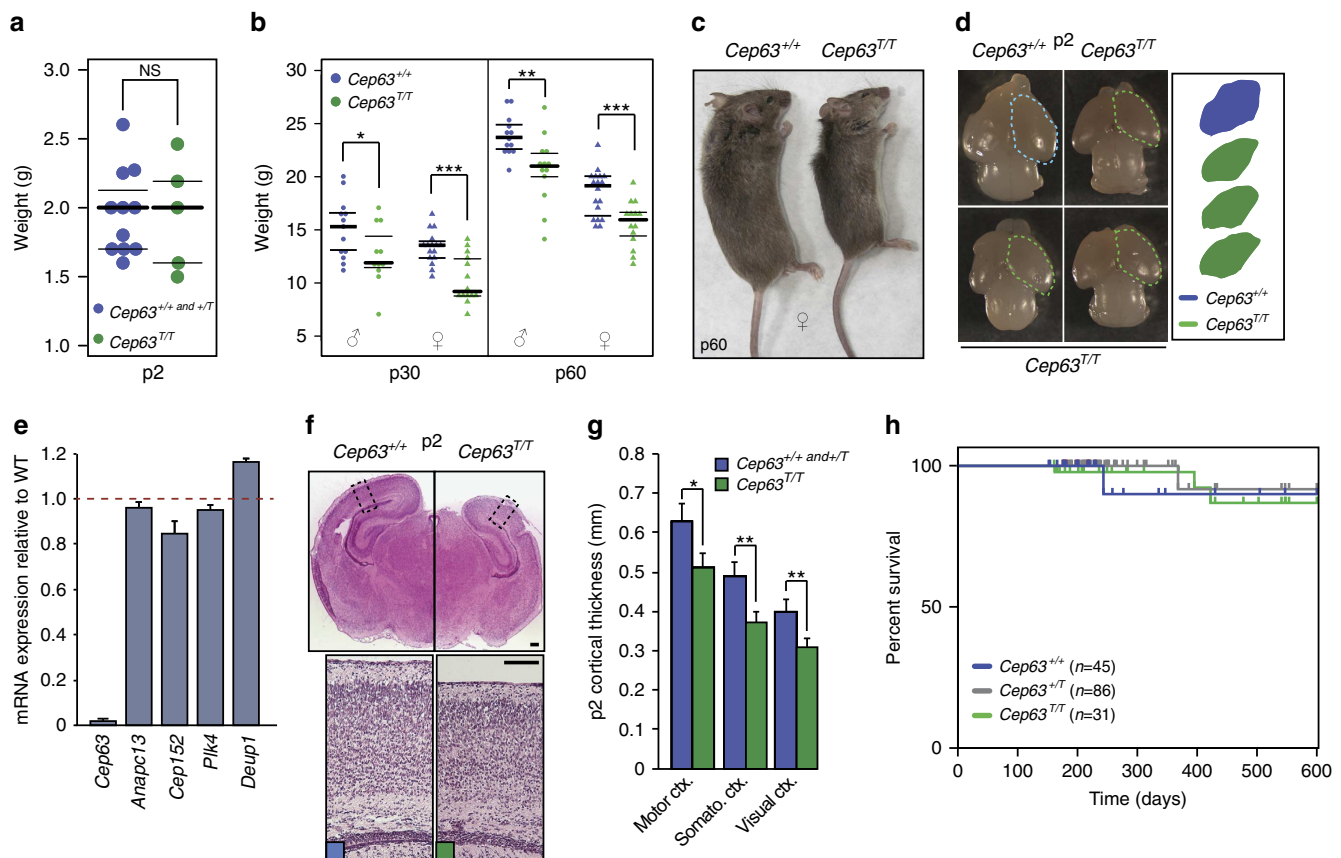 a
NS
3.0
2.5
2.0
1.5
1.0
Weight (g)
Cep63+/+ and +/T
Cep63T/T
p2
b
30
25
20
15
10
5
Weight (g)
Cep63+/+
Cep63T/T
*
***
**
***
♂
♀
♂
♀
p30
p60
c
Cep63+/+
Cep63T/T
♀
p60
d
Cep63+/+ p2 Cep63T/T
Cep63+/+
Cep63T/T
Cep63T/T
e
1.2
1.0
0.8
0.6
0.4
0.2
0
mRNA expression relative to WT
Cep63
Anapc13
Cep152
Plk4
Deup1
f
Cep63+/+ p2 Cep63T/T
g
0.8
0.7
0.6
0.5
0.4
0.3
0.2
0.1
0
p2 cortical thickness (mm)
Cep63+/+ and+/T
Cep63T/T
*
**
**
Motor ctx.
Somato. ctx.
Visual ctx.
h
100
50
0
Percent survival
Cep63+/+ (n=45)
Cep63+/T (n=86)
Cep63T/T (n=31)
0 100 200 300 400 500 600
Time (days)